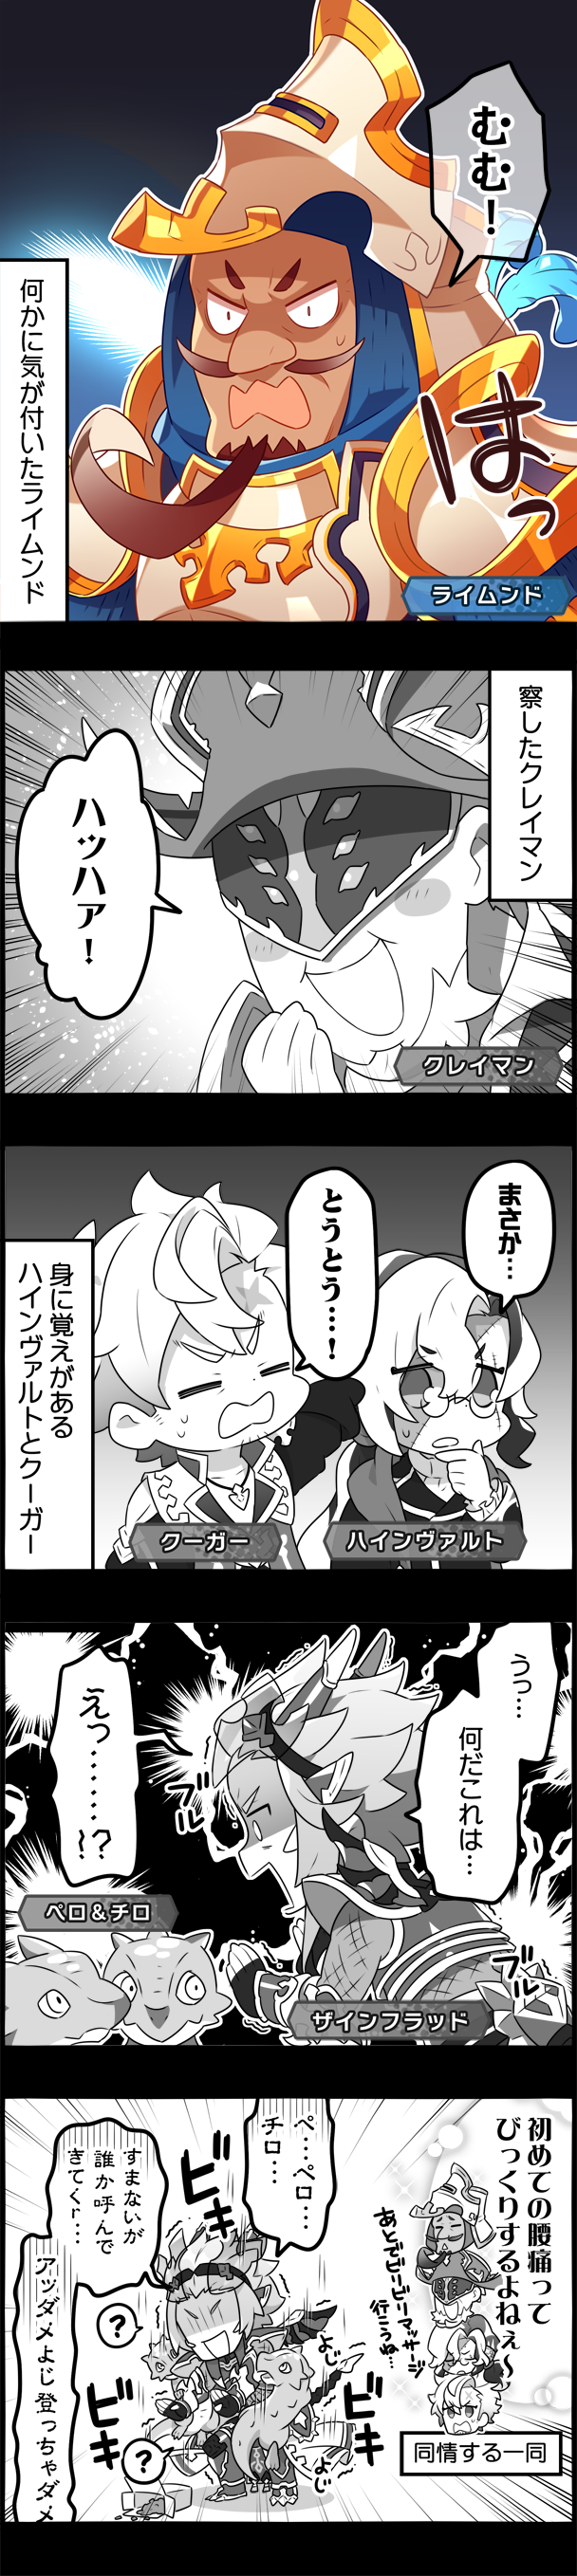 むむ！
はっ
何かに気が付いたライムンド
ライムンド
察したクレイマン
ハッハァ！
クレイマン
まさか…
とうとう…！
身に覚えがある
ハインヴァルトとクーガー
クーガー
ハインヴァルト
うっ…
何だこれは…
ブル
えっ………〜？
ペロ＆チロ
ブル
ザインフラッド
初めての腰痛って
びっくりするよねぇ〜
あとでビービーマッサージ
行こうね…
同情する一同
ペ…ペロ…
チロ…
すまないが
誰か呼んで
きてくr…
アッダメよじ登っちゃダメ
ビキ
ビキ
ビキ
？
？
よじ
よじ